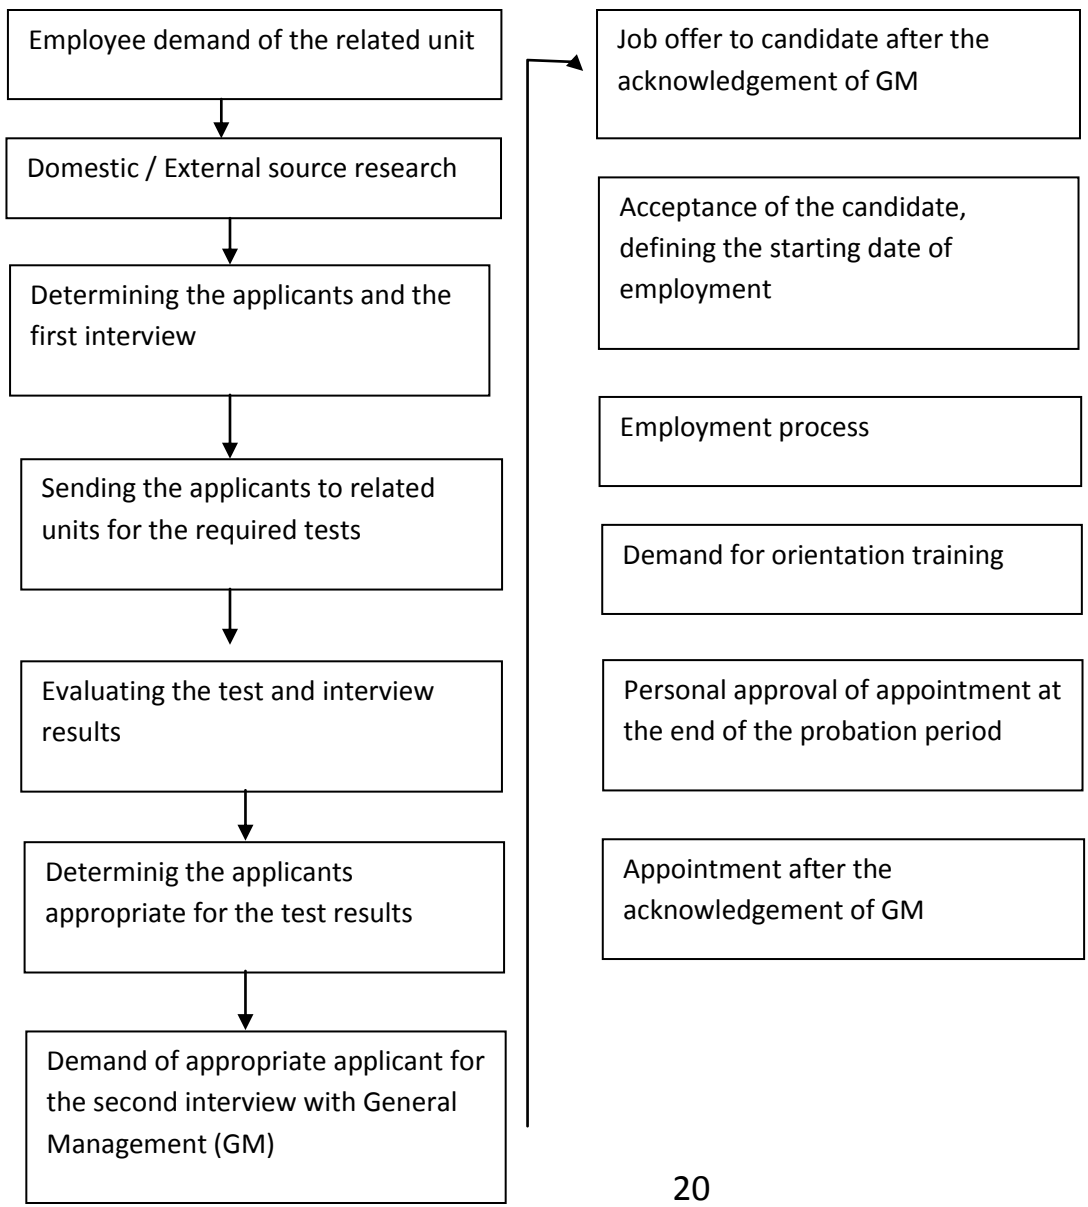 Employee demand of the related unit
Domestic / External source research
Determining the applicants and the
first interview
Sending the applicants to related
units for the required tests
Evaluating the test and interview
results
Determinig the applicants
appropriate for the test results
Demand of appropriate applicant for
the second interview with General
Management (GM)
Job offer to candidate after the
acknowledgement of GM
Acceptance of the candidate,
defining the starting date of
employment
Employment process
Demand for orientation training
Personal approval of appointment at
the end of the probation period
Appointment after the
acknowledgement of GM
20